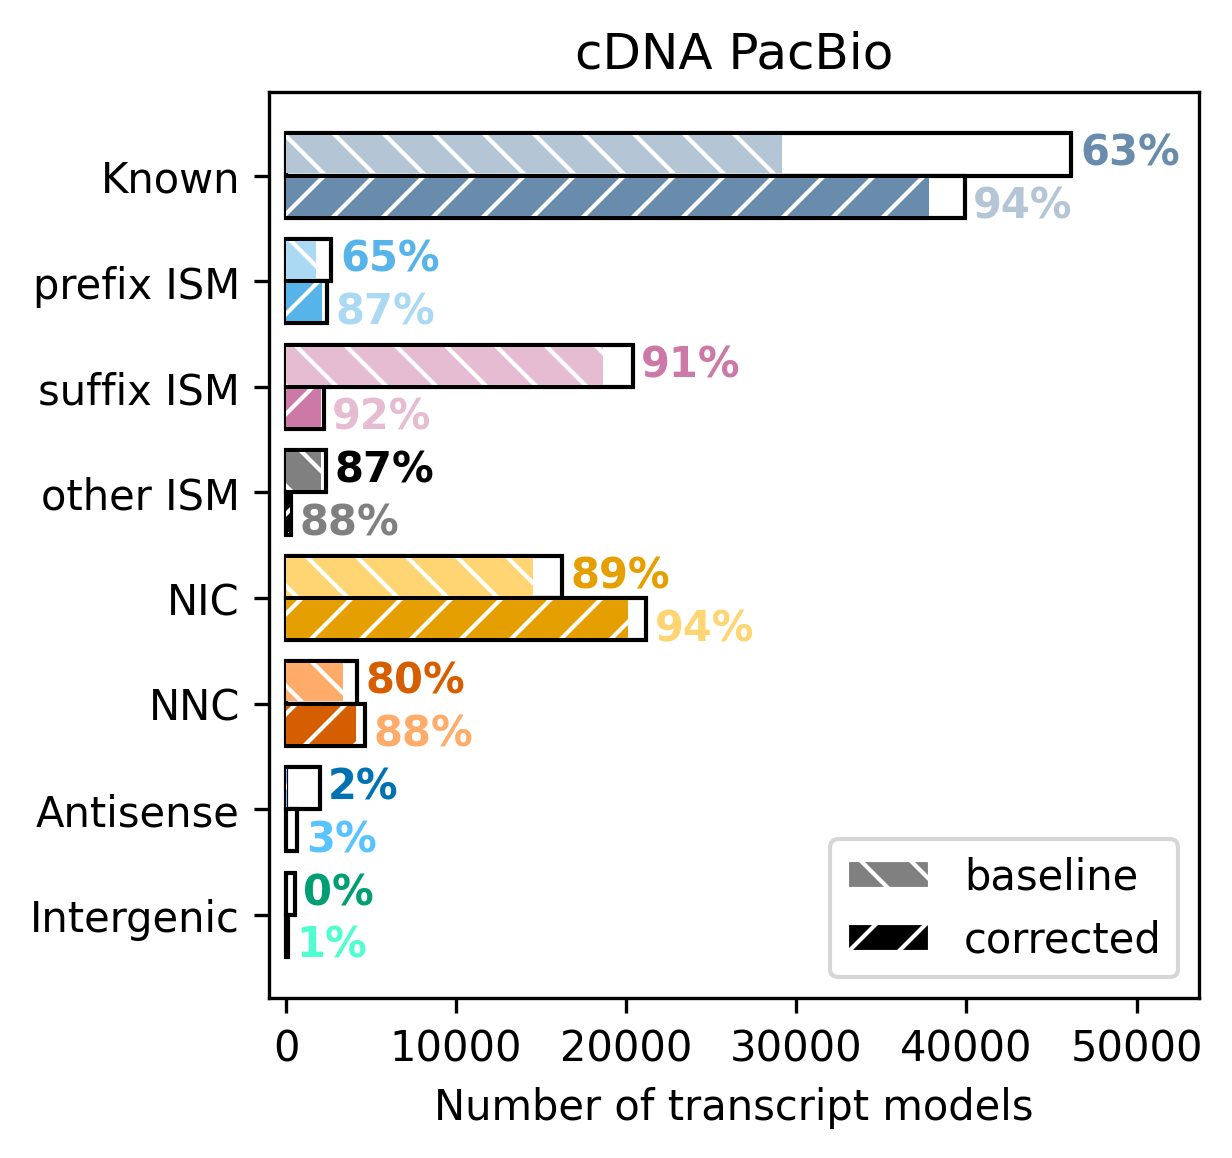 cDNA PacBio
Known
63%
94%
prefix ISM
65%
87%
suffix ISM
91%
92%
other ISM
87%
88%
NIC
89%
94%
NNC
80%
88%
Antisense
2%
3%
Intergenic
0%
1%
baseline
corrected
0 10000 20000 30000 40000 50000
Number of transcript models